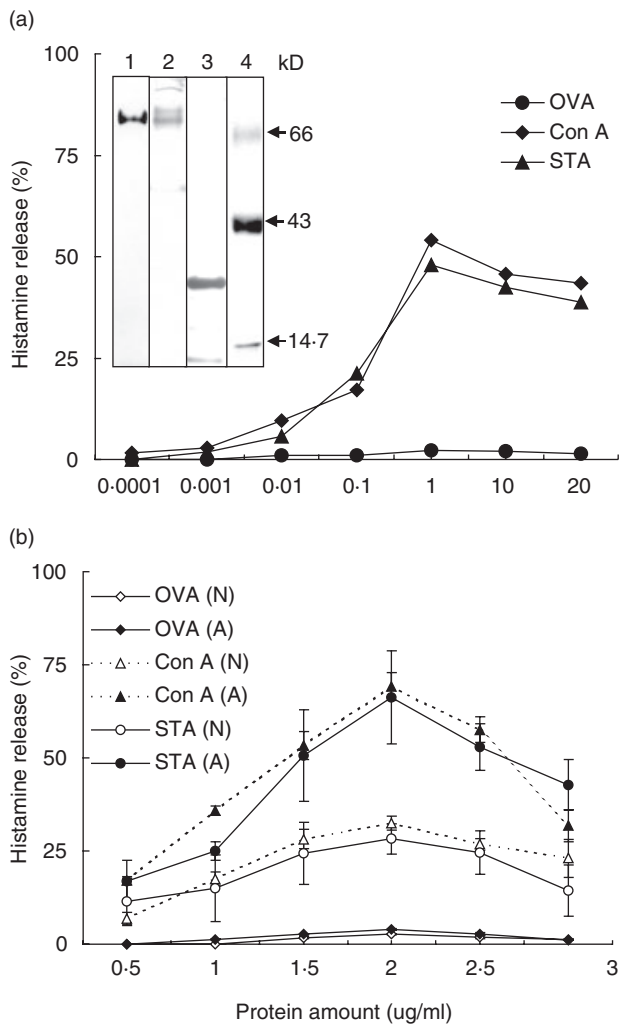 (a)
100
75
50
25
0
Histamine release (%)
1 2 3 4 kD
66
43
14·7
OVA
Con A
STA
0·0001 0·001 0·01 0·1 1 10 20
(b)
100
75
50
25
0
Histamine release (%)
OVA (N)
OVA (A)
Con A (N)
Con A (A)
STA (N)
STA (A)
0·5 1 1·5 2 2·5 3
Protein amount (ug/ml)